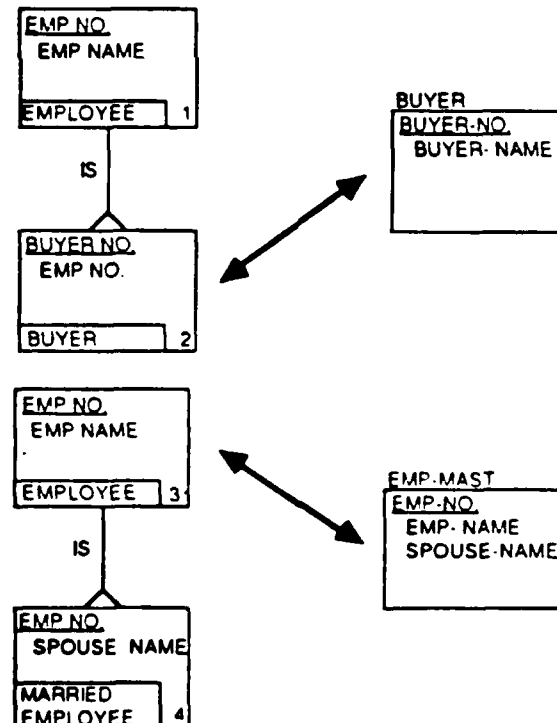 EMP NO.
EMP NAME
EMPLOYEE 1
IS
BUYER NO.
EMP NO.
BUYER 2
BUYER
BUYER-NO.
BUYER-NAME
EMP NO.
EMP NAME
EMPLOYEE 3
IS
EMP NO.
SPOUSE NAME
MARRIED
EMPLOYEE 4
EMP-MAST
EMP-NO.
EMP-NAME
SPOUSE-NAME